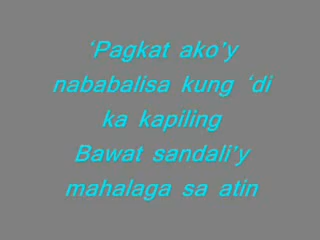 ‘Pagkat ako’y
nababalisa kung ‘di
ka kapiling
Bawat sandali’y
mahalaga sa atin